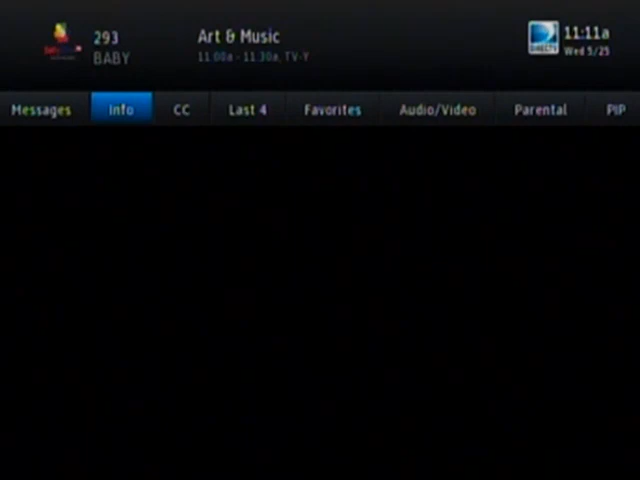 293
BABY
Art & Music
11:00a - 11:30a, TV-Y
DIRECTV
11:11a
Wed 5/25
Messages
Info
CC
Last 4
Favorites
Audio/Video
Parental
PIP